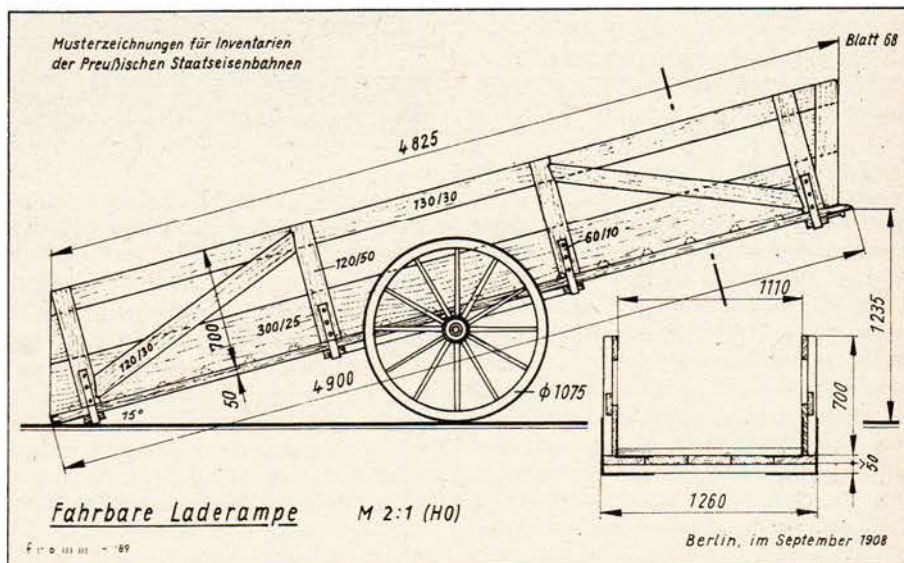 Musterzeichnungen für Inventarien
der Preußischen Staatseisenbahnen
Blatt 68
4825
130/30
120/50
60/10
700
300/25
120/30
50
15°
4900
ϕ 1075
1110
1235
700
50
1260
Fahrbare Laderampe
M 2:1 (H0)
Berlin, im September 1908